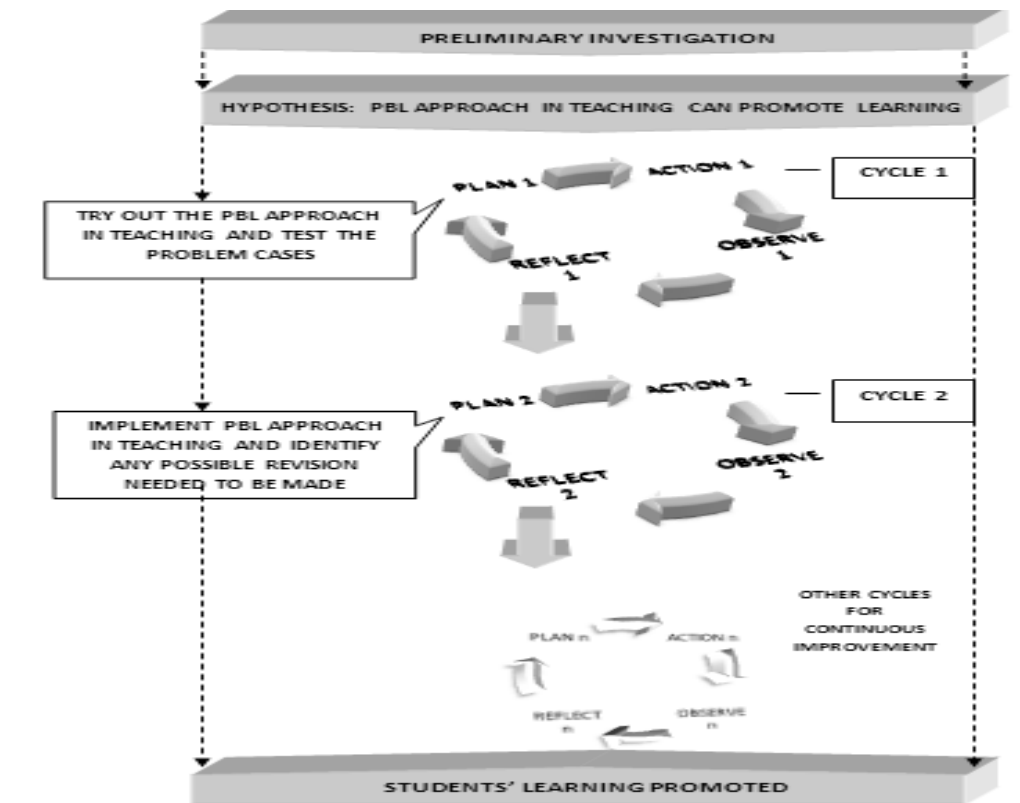 PRELIMINARY INVESTIGATION
HYPOTHESIS: PBL APPROACH IN TEACHING CAN PROMOTE LEARNING
PLAN 1
ACTION 1
CYCLE 1
TRY OUT THE PBL APPROACH
IN TEACHING AND TEST THE
PROBLEM CASES
OBSERVE
1
REFLECT
1
PLAN 2
ACTION 2
CYCLE 2
IMPLEMENT PBL APPROACH
IN TEACHING AND IDENTIFY
ANY POSSIBLE REVISION
NEEDED TO BE MADE
OBSERVE
2
REFLECT
2
OTHER CYCLES
FOR
CONTINUOUS
IMPROVEMENT
PLAN n
ACTION n
OBSERVE
n
REFLECT
n
STUDENTS' LEARNING PROMOTED